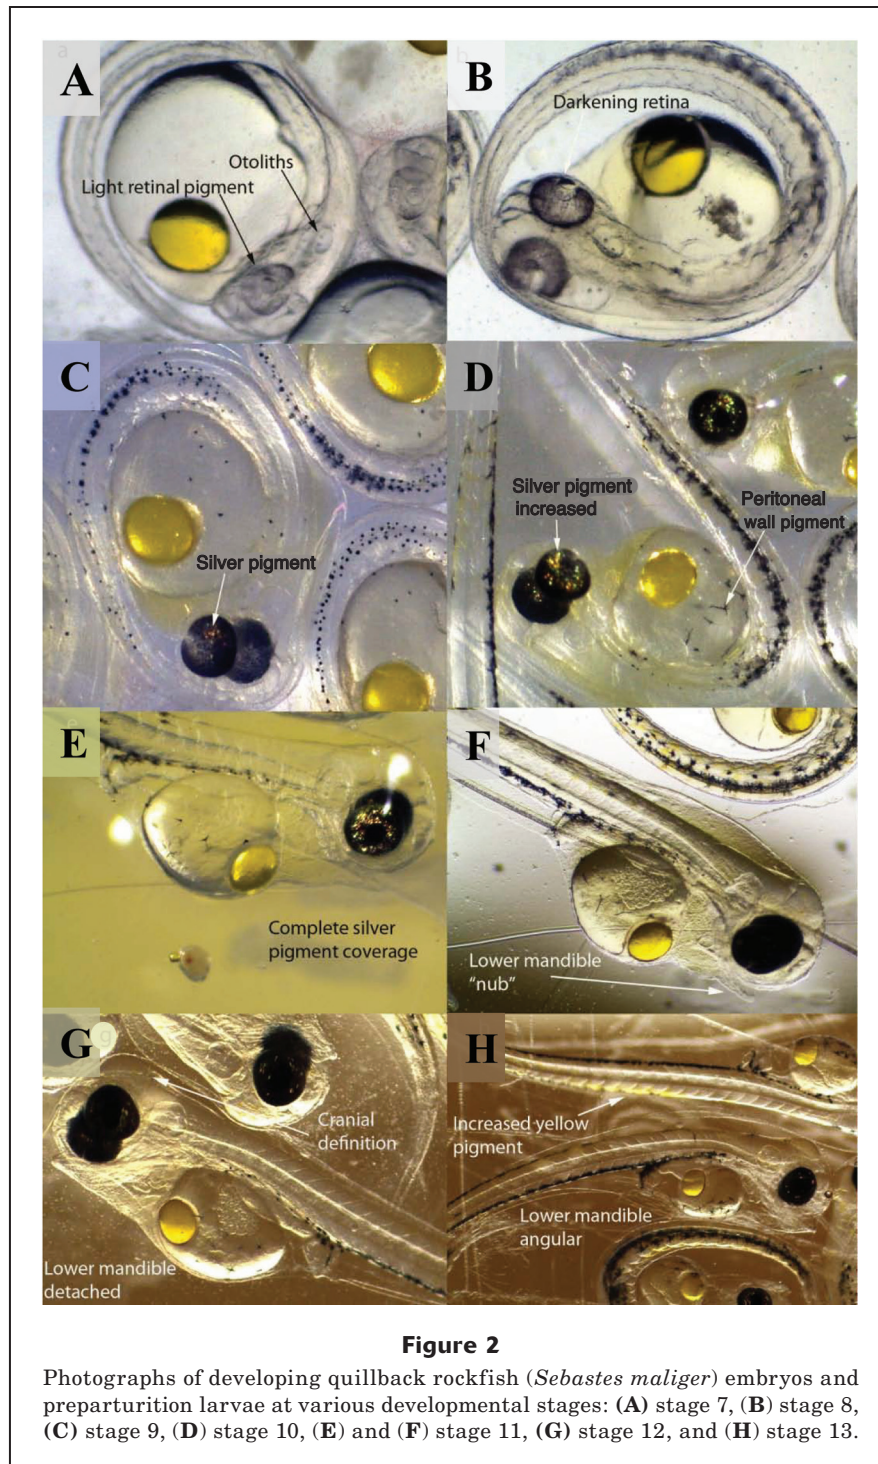 a
A
Otoliths
Light retinal pigment
b
B
Darkening retina
C
Silver pigment
D
Silver pigment
increased
Peritoneal
wall pigment
e
E
Complete silver
pigment coverage
F
Lower mandible
“nub”
G
g
Cranial
definition
Lower mandible
detached
H
Increased yellow
pigment
Lower mandible
angular
Figure 2
Photographs of developing quillback rockfish (Sebastes maliger) embryos and
preparturition larvae at various developmental stages: (A) stage 7, (B) stage 8,
(C) stage 9, (D) stage 10, (E) and (F) stage 11, (G) stage 12, and (H) stage 13.